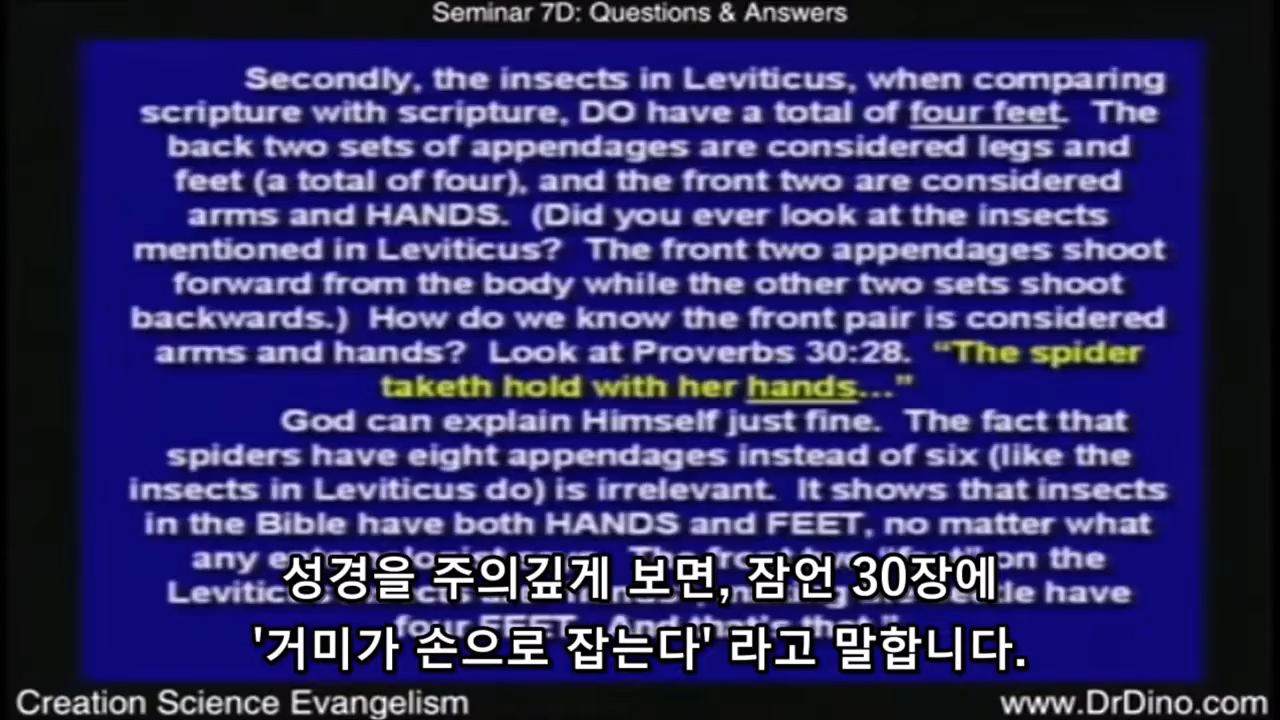 Seminar 7D: Questions & Answers
Secondly, the insects in Leviticus, when comparing
scripture with scripture, DO have a total of four feet. The
back two sets of appendages are considered legs and
feet (a total of four), and the front two are considered
arms and HANDS. (Did you ever look at the insects
mentioned in Leviticus? The front two appendages shoot
forward from the body while the other two sets shoot
backwards.) How do we know the front pair is considered
arms and hands? Look at Proverbs 30:28. “The spider
taketh hold with her hands…”
God can explain Himself just fine. The fact that
spiders have eight appendages instead of six (like the
insects in Leviticus do) is irrelevant. It shows that insects
in the Bible have both HANDS and FEET, no matter what
any on the
성경을 주의깊게 보면, 잠언 30장에
have
'거미가 손으로 잡는다' 라고 말합니다.
Creation Science Evangelism
www.DrDino.com